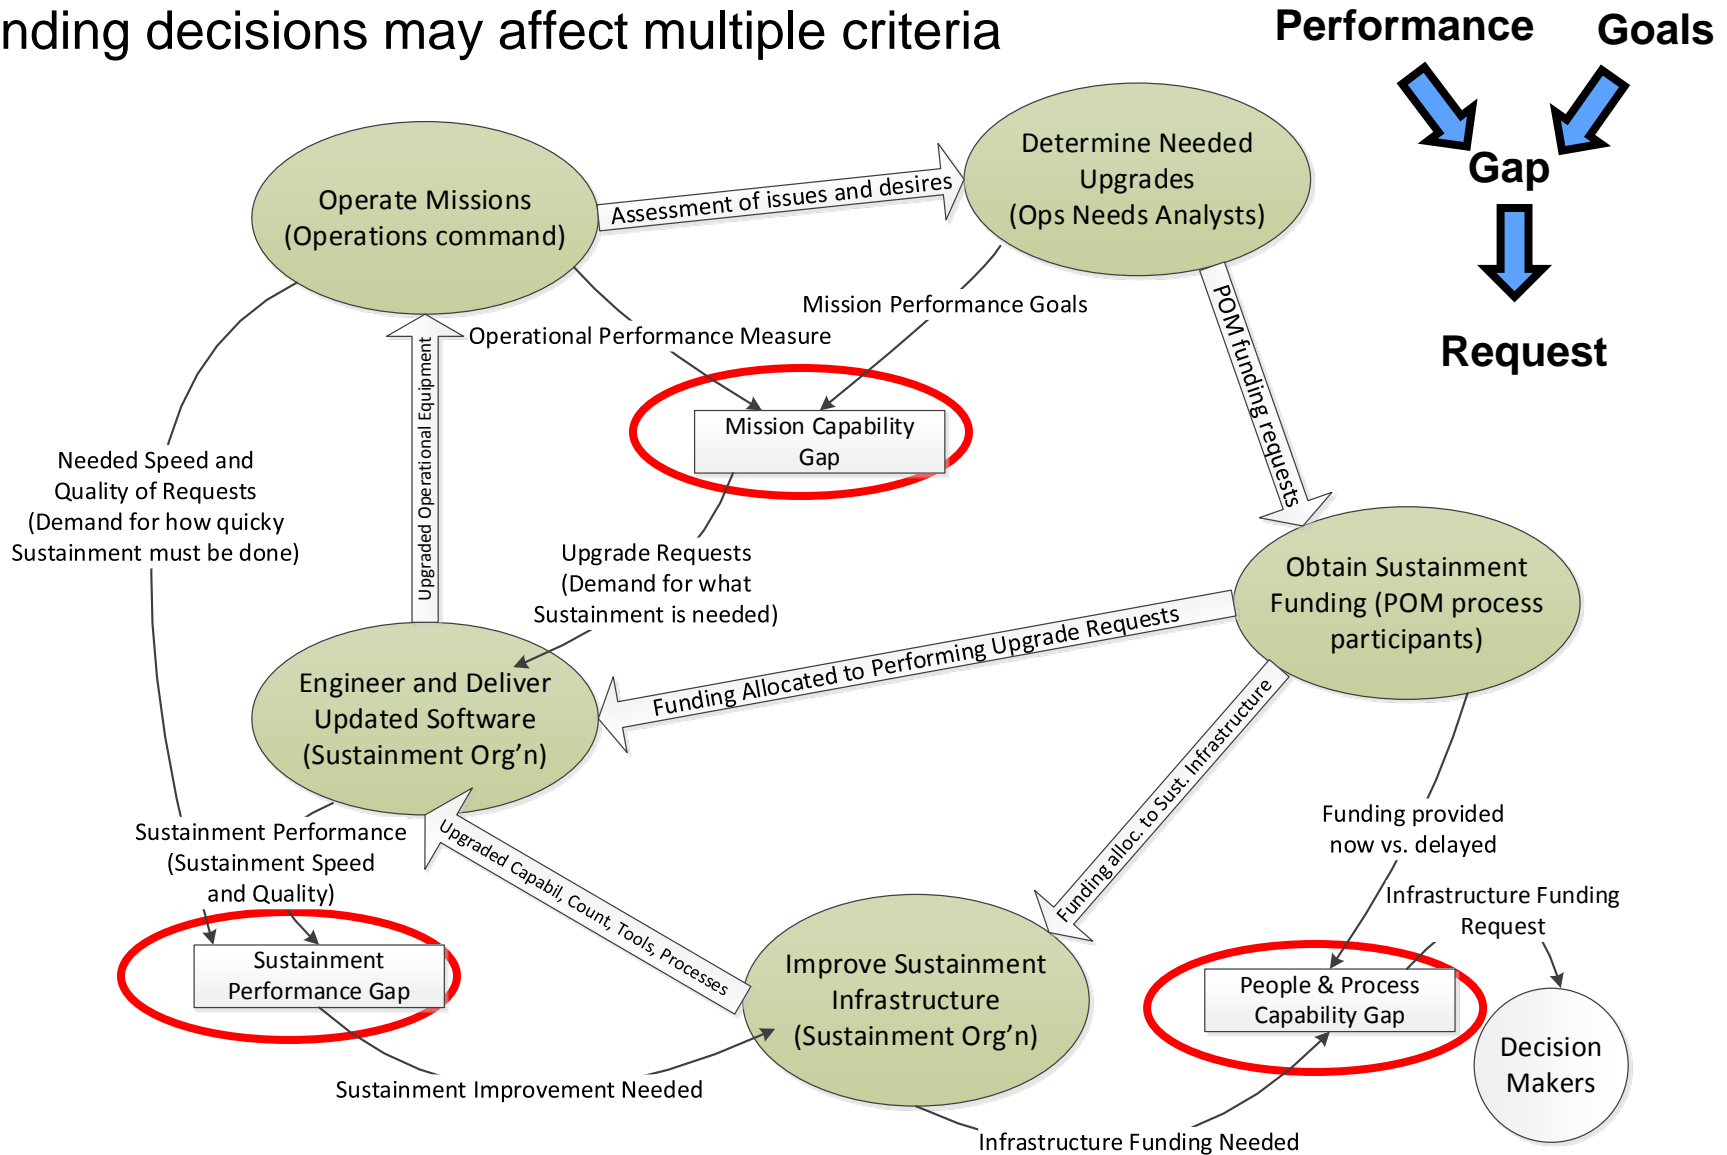 nding decisions may affect multiple criteria
Performance
Goals
Gap
Request
Operate Missions
(Operations command)
Assessment of issues and desires
Determine Needed
Upgrades
(Ops Needs Analysts)
Mission Performance Goals
Operational Performance Measure
POM funding requests
Upgraded Operational Equipment
Mission Capability
Gap
Needed Speed and
Quality of Requests
(Demand for how quicky
Sustainment must be done)
Upgrade Requests
(Demand for what
Sustainment is needed)
Obtain Sustainment
Funding (POM process
participants)
Funding Allocated to Performing Upgrade Requests
Engineer and Deliver
Updated Software
(Sustainment Org’n)
Funding alloc. to Sust. Infrastructure
Funding provided
now vs. delayed
Sustainment Performance
(Sustainment Speed
and Quality)
Upgraded Capabil, Count, Tools, Processes
Infrastructure Funding
Request
Sustainment
Performance Gap
Improve Sustainment
Infrastructure
(Sustainment Org’n)
People & Process
Capability Gap
Decision
Makers
Sustainment Improvement Needed
Infrastructure Funding Needed